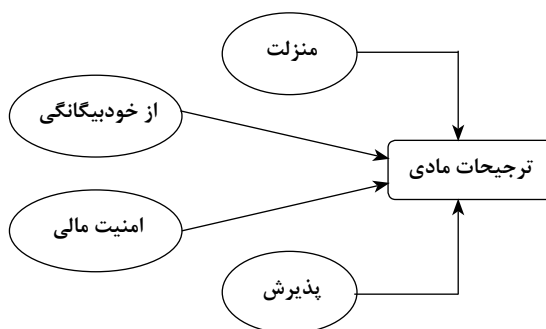 منزلت
از خودبیگانگی
ترجیحات مادی
امنیت مالی
پذیرش